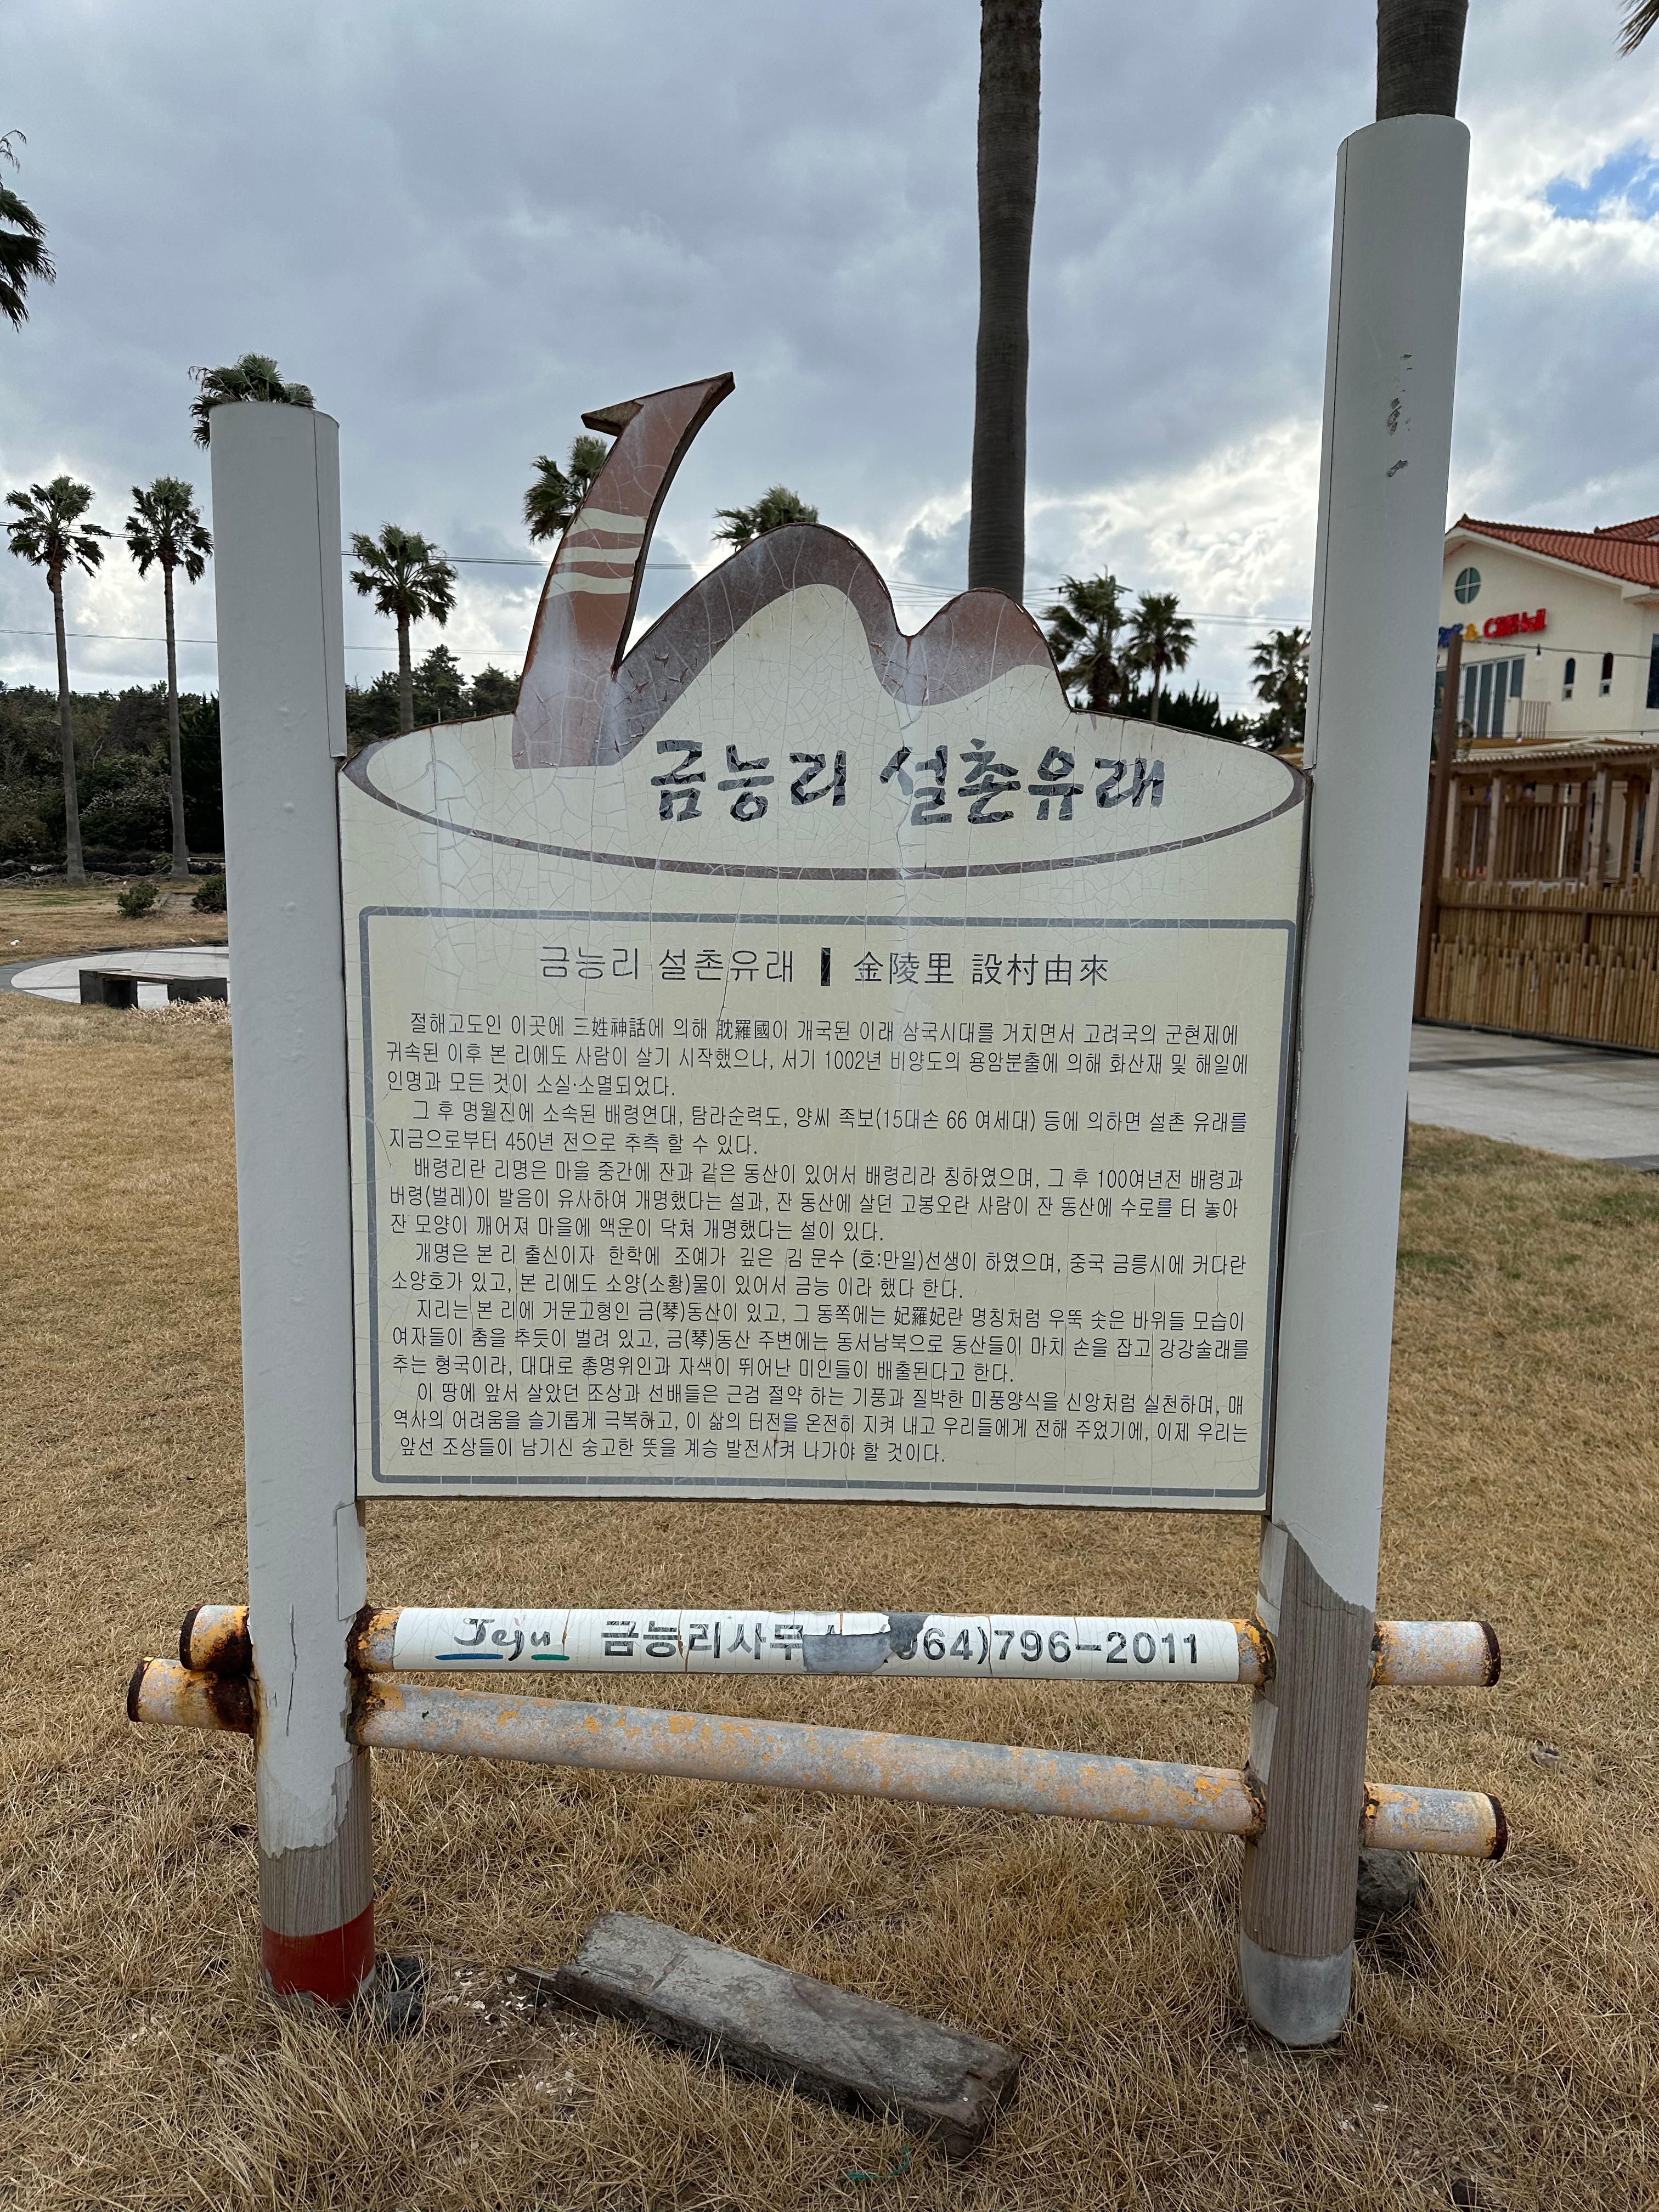 금능리 설촌유래
금능리 설촌유래 ▌ 金陵里 設村由來
절해고도인 이곳에 三姓神話에 의해 耽羅國이 개국된 이래 삼국시대를 거치면서 고려국의 군현제에
귀속된 이후 본 리에도 사람이 살기 시작했으나, 서기 1002년 비양도의 용암분출에 의해 화산재 및 해일에
인명과 모든 것이 소실·소멸되었다.
그 후 명월진에 소속된 배령연대, 탐라순력도, 양씨 족보(15대손 66 여세대) 등에 의하면 설촌 유래를
지금으로부터 450년 전으로 추측 할 수 있다.
배령리란 리명은 마을 중간에 잔과 같은 동산이 있어서 배령리라 칭하였으며, 그 후 100여년전 배령과
버령(벌레)이 발음이 유사하여 개명했다는 설과, 잔 동산에 살던 고봉오란 사람이 잔 동산에 수로를 터 놓아
잔 모양이 깨어져 마을에 액운이 닥쳐 개명했다는 설이 있다.
개명은 본 리 출신이자 한학에 조예가 깊은 김 문수 (호:만일)선생이 하였으며, 중국 금릉시에 커다란
소양호가 있고, 본 리에도 소양(소황)물이 있어서 금능 이라 했다 한다.
지리는 본 리에 거문고형인 금(琴)동산이 있고, 그 동쪽에는 妃羅妃란 명칭처럼 우뚝 솟은 바위들 모습이
여자들이 춤을 추듯이 벌려 있고, 금(琴)동산 주변에는 동서남북으로 동산들이 마치 손을 잡고 강강술래를
추는 형국이라, 대대로 총명위인과 자색이 뛰어난 미인들이 배출된다고 한다.
이 땅에 앞서 살았던 조상과 선배들은 근검 절약 하는 기풍과 질박한 미풍양식을 신앙처럼 실천하며, 매
역사의 어려움을 슬기롭게 극복하고, 이 삶의 터전을 온전히 지켜 내고 우리들에게 전해 주었기에, 이제 우리는
앞선 조상들이 남기신 숭고한 뜻을 계승 발전시켜 나가야 할 것이다.
Jeju 금능리사무소 (064)796-2011